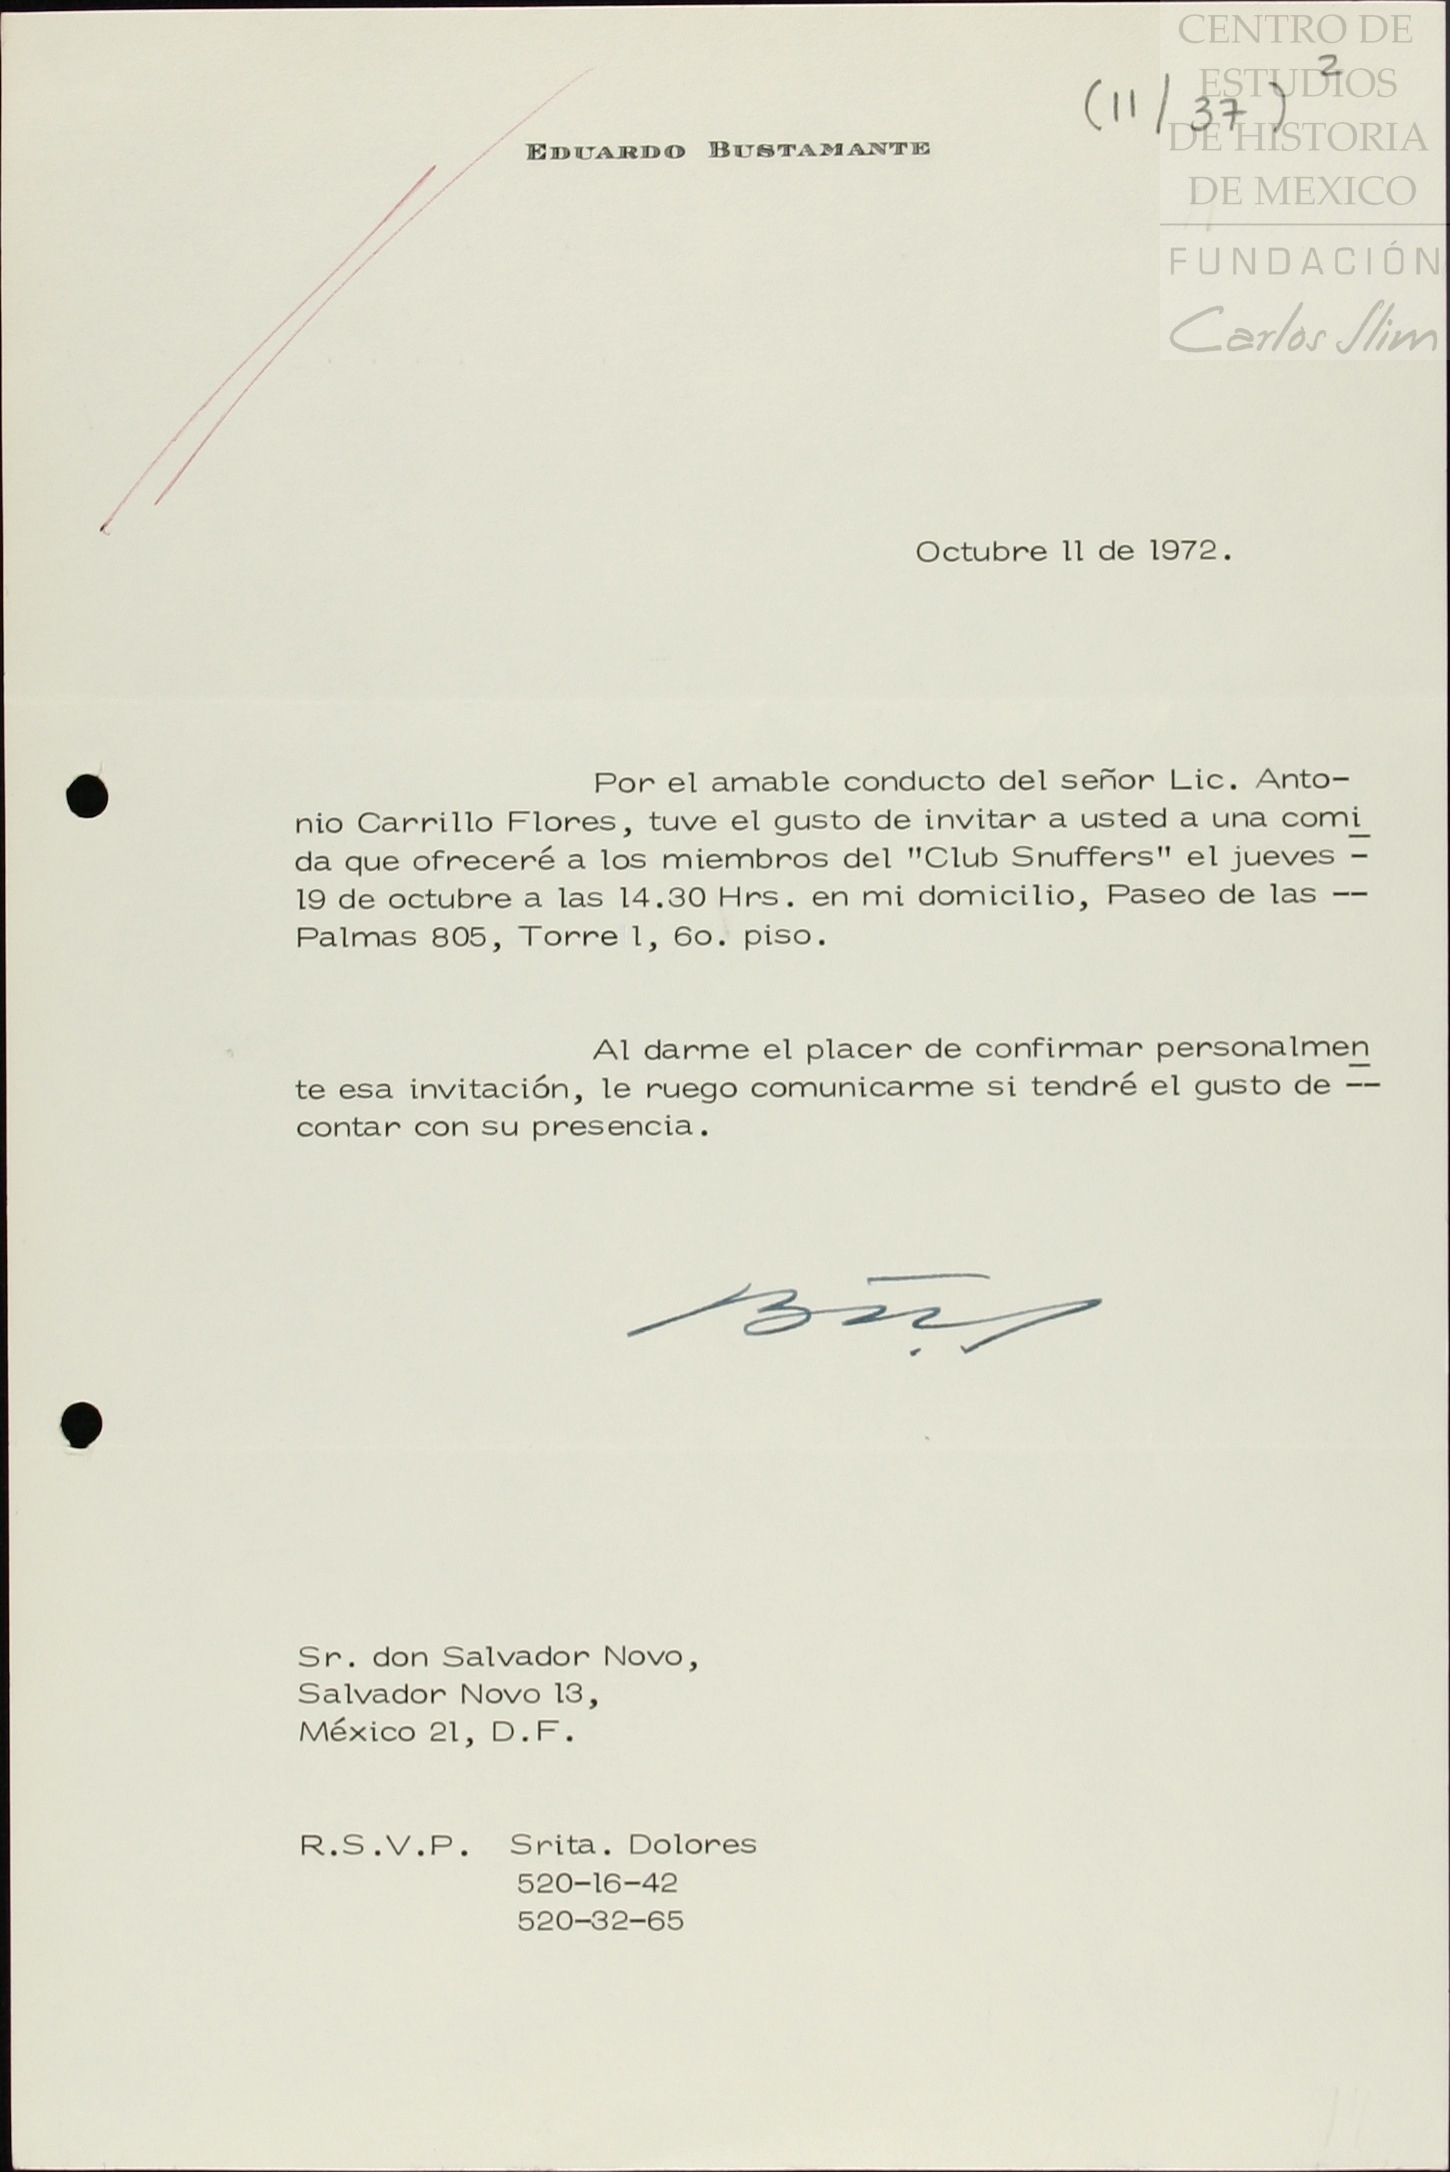 CENTRO DE
ESTUDIOS
DE HISTORIA
DE MEXICO
FUNDACIÓN
Carlos Slim
(11/37) 2
EDUARDO BUSTAMANTE
Octubre 11 de 1972.
Por el amable conducto del señor Lic. Anto-
nio Carrillo Flores, tuve el gusto de invitar a usted a una comi
da que ofreceré a los miembros del "Club Snuffers" el jueves -
19 de octubre a las 14.30 Hrs. en mi domicilio, Paseo de las --
Palmas 805, Torre 1, 6o. piso.
Al darme el placer de confirmar personalmen
te esa invitación, le ruego comunicarme si tendré el gusto de --
contar con su presencia.
Sr. don Salvador Novo,
Salvador Novo 13,
México 21, D.F.
R.S.V.P. Srita. Dolores
520-16-42
520-32-65